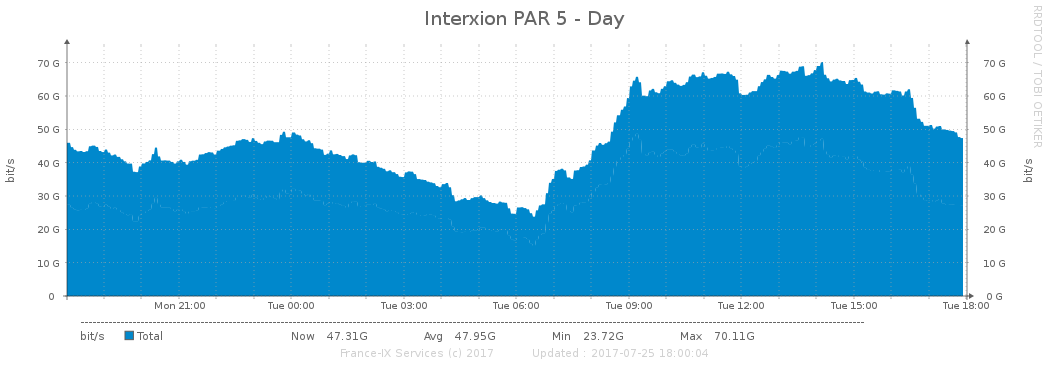 Interxion PAR 5 - Day
RRDTOOL / TOBI OETIKER
bit/s
70 G
60 G
50 G
40 G
30 G
20 G
10 G
0
70 G
60 G
50 G
40 G
30 G
20 G
10 G
0 G
bit/s
Mon 21:00 Tue 00:00 Tue 03:00 Tue 06:00 Tue 09:00 Tue 12:00 Tue 15:00 Tue 18:00
bit/s Total Now 47.31G Avg 47.95G Min 23.72G Max 70.11G
France-IX Services (c) 2017 Updated : 2017-07-25 18:00:04